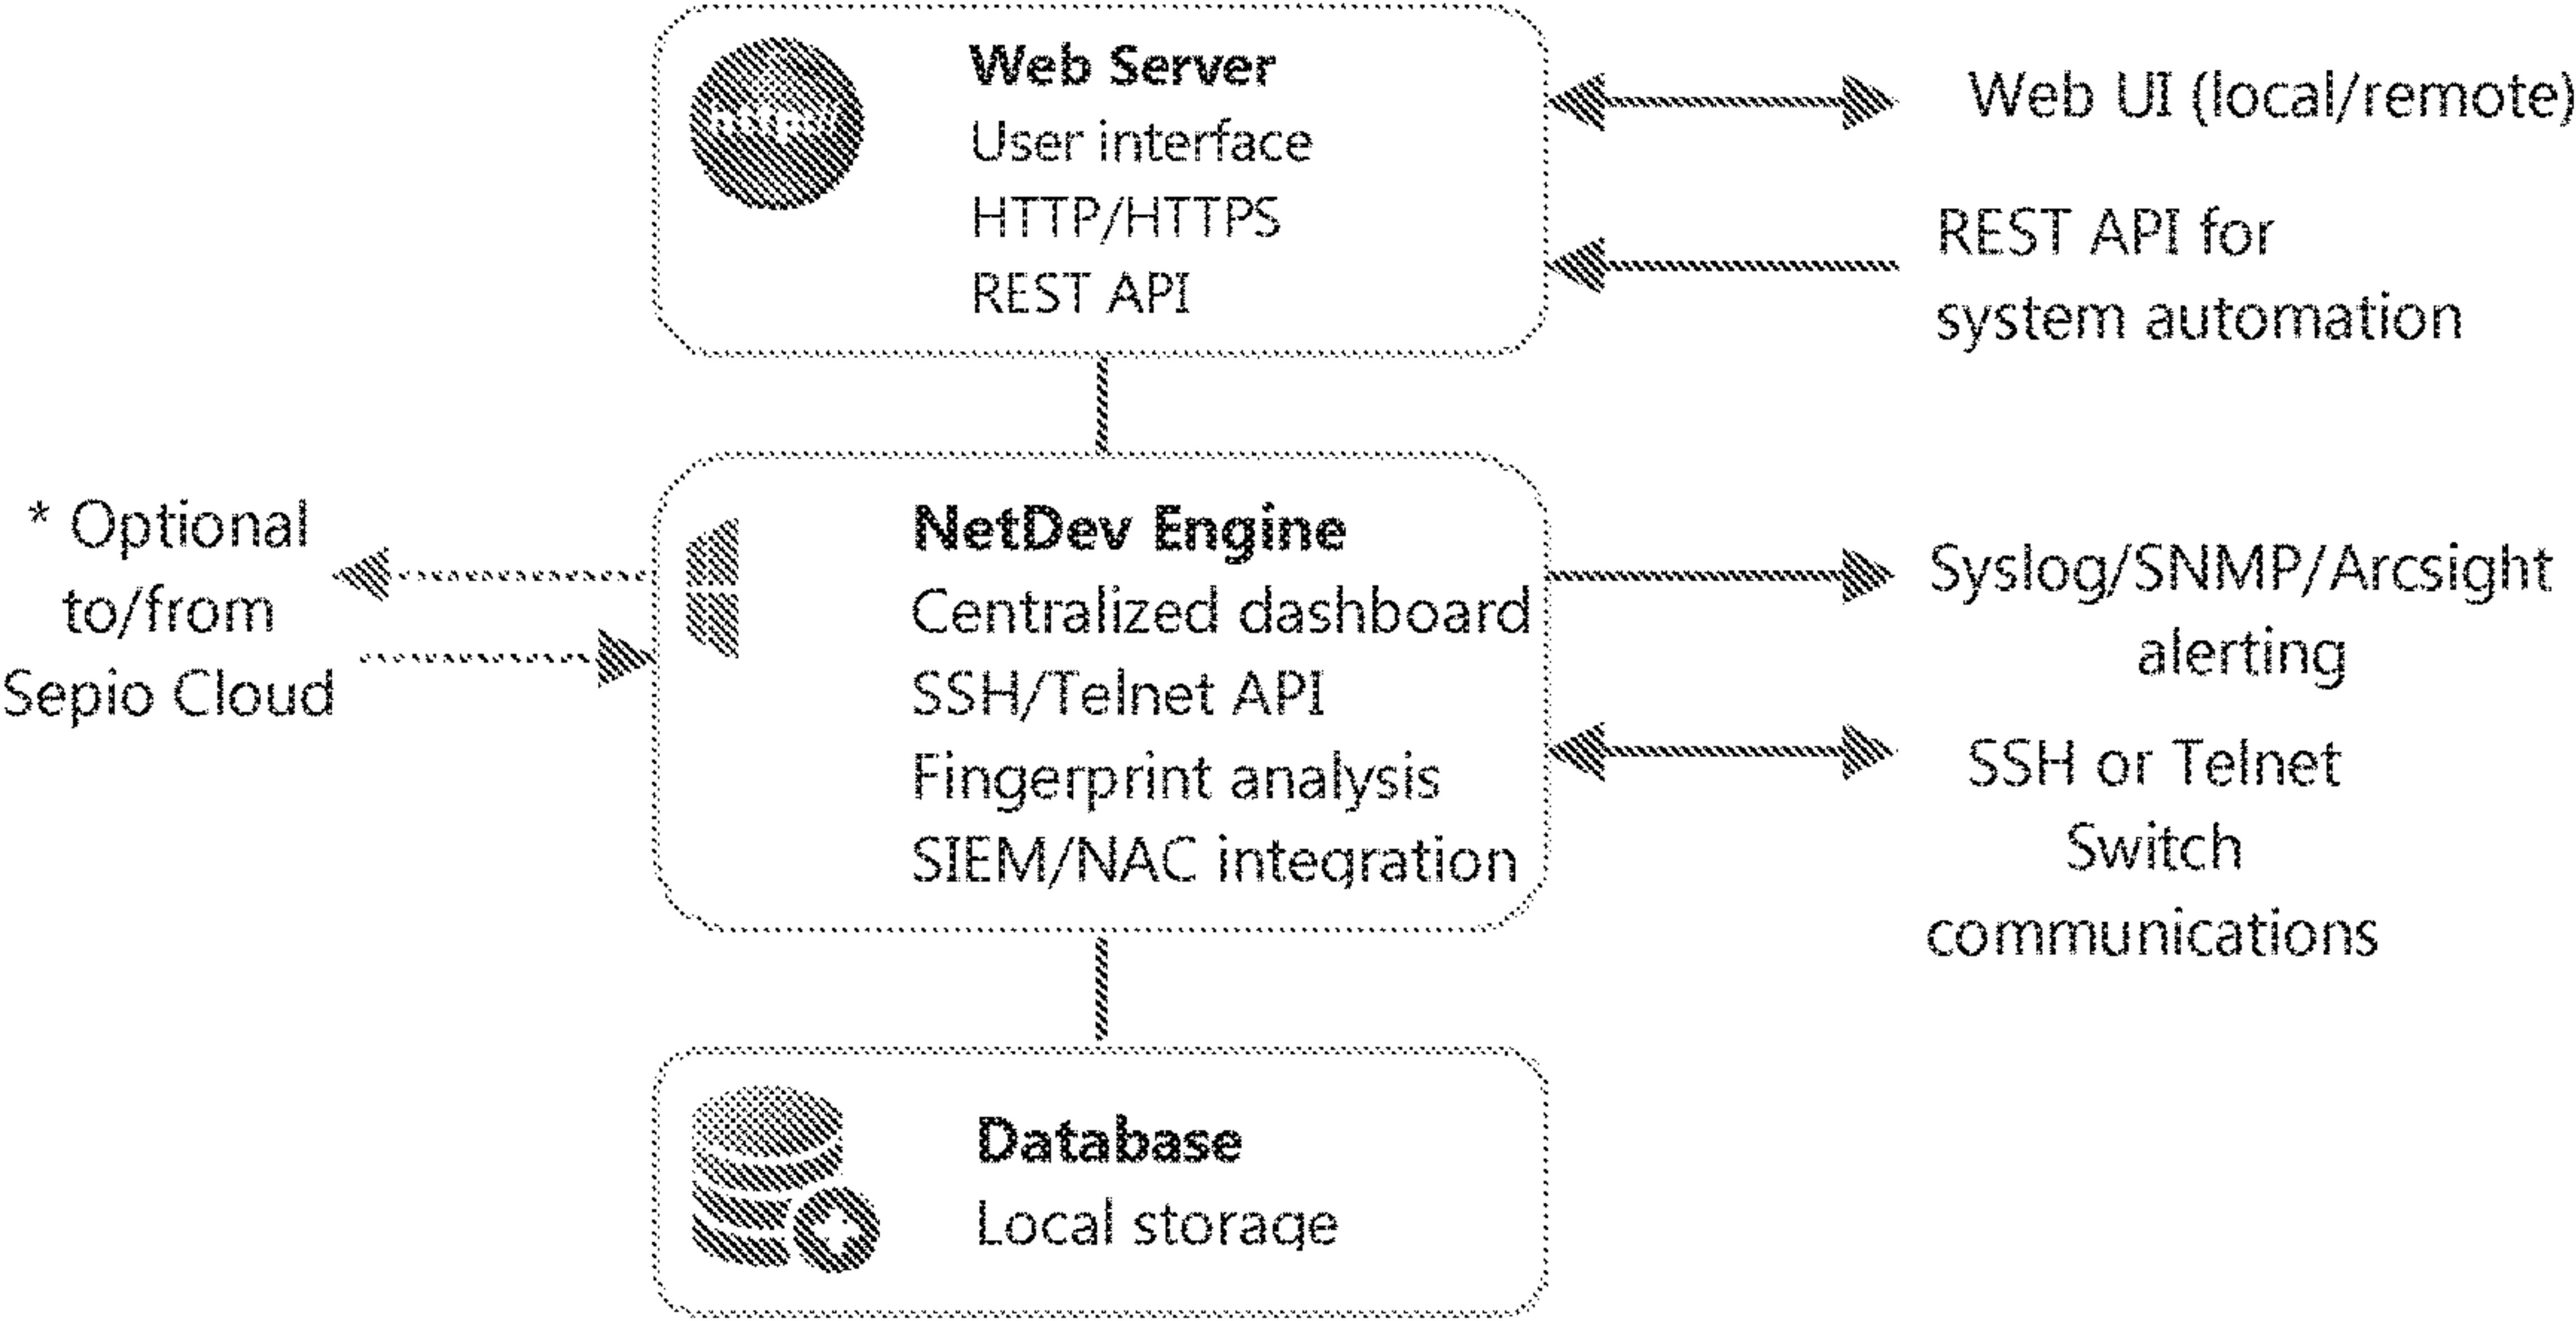 Web Server
User interface
HTTP/HTTPS
REST API
Web UI (local/remote)
REST API for
system automation
* Optional
to/from
Sepio Cloud
NetDev Engine
Centralized dashboard
SSH/Telnet API
Fingerprint analysis
SIEM/NAC integration
Syslog/SNMP/Arcsight
alerting
SSH or Telnet
Switch
communications
Database
Local storage